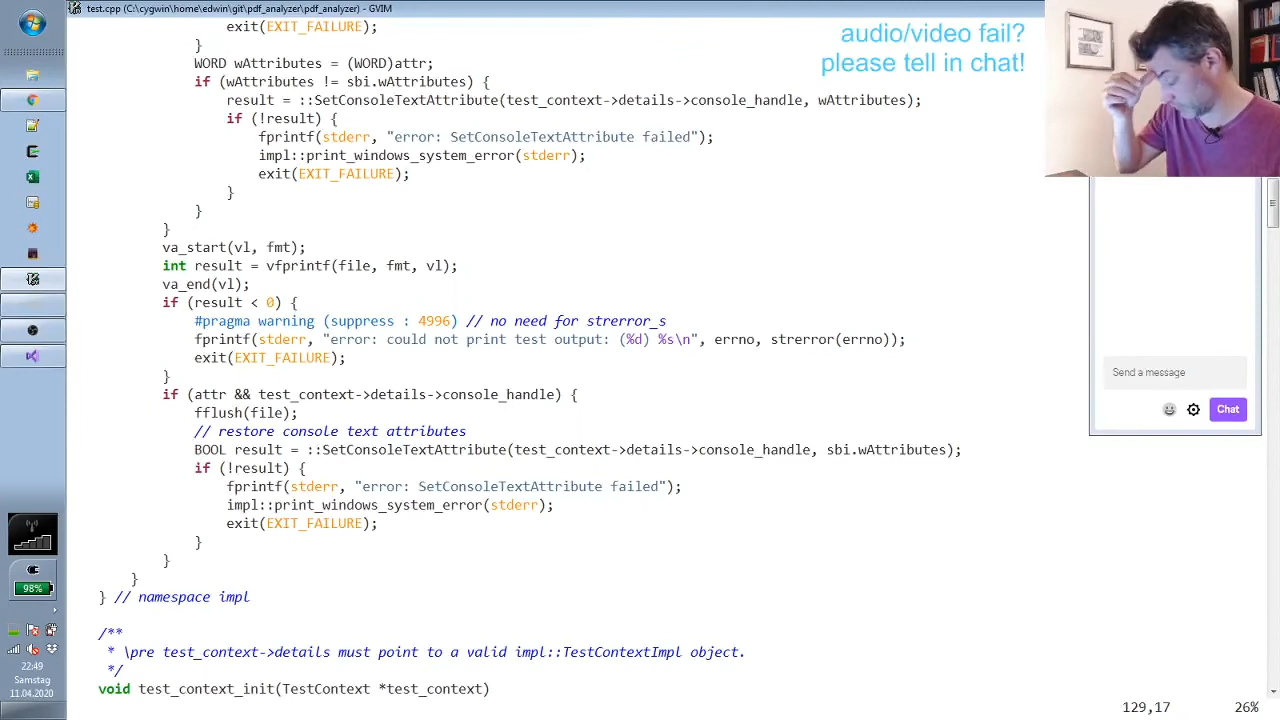 test.cpp (C:\cygwin\home\edwin\git\pdf_analyzer\pdf_analyzer) - GVIM
audio/video fail?
please tell in chat!
exit(EXIT_FAILURE);
}
WORD wAttributes = (WORD)attr;
if (wAttributes != sbi.wAttributes) {
result = ::SetConsoleTextAttribute(test_context->details->console_handle, wAttributes);
if (!result) {
fprintf(stderr, "error: SetConsoleTextAttribute failed");
impl::print_windows_system_error(stderr);
exit(EXIT_FAILURE);
}
}
}
va_start(vl, fmt);
int result = vfprintf(file, fmt, vl);
va_end(vl);
if (result < 0) {
#pragma warning (suppress : 4996) // no need for strerror_s
fprintf(stderr, "error: could not print test output: (%d) %s\n", errno, strerror(errno));
exit(EXIT_FAILURE);
}
if (attr && test_context->details->console_handle) {
fflush(file);
// restore console text attributes
BOOL result = ::SetConsoleTextAttribute(test_context->details->console_handle, sbi.wAttributes);
if (!result) {
fprintf(stderr, "error: SetConsoleTextAttribute failed");
impl::print_windows_system_error(stderr);
exit(EXIT_FAILURE);
}
}
}
} // namespace impl
/**
* \pre test_context->details must point to a valid impl::TestContextImpl object.
*/
void test_context_init(TestContext *test_context)
129,17
26%
Send a message
Chat
98%
22:49
Samstag
11.04.2020